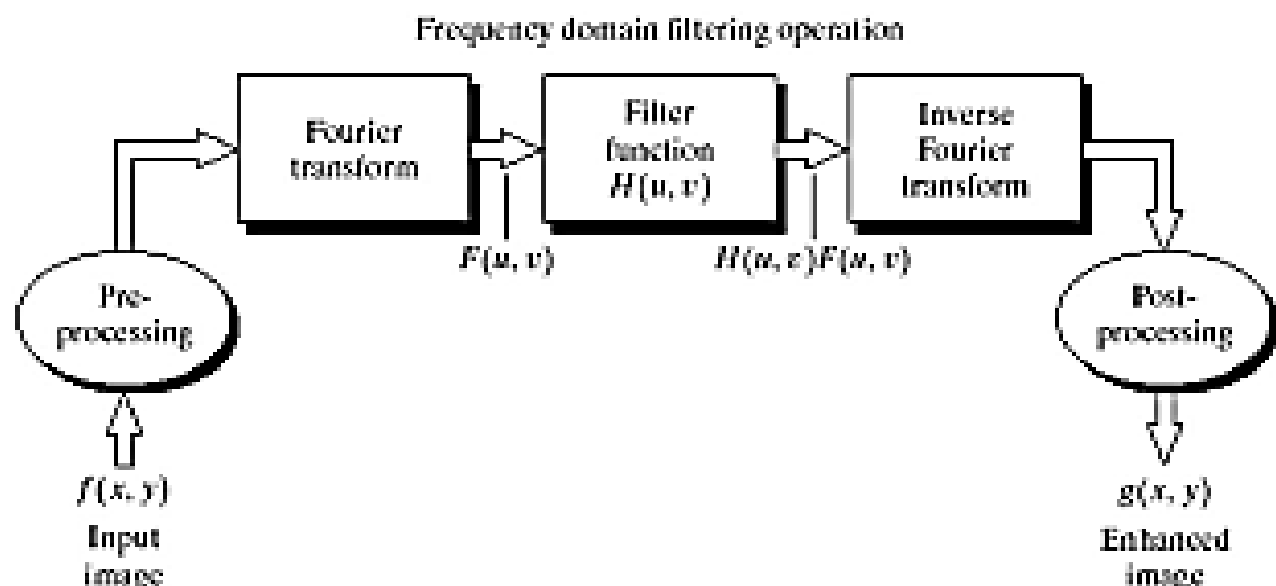 Frequency domain filtering operation
Fourier
transform
Filter
function
H(u, v)
Inverse
Fourier
transform
F(u, v)
H(u, v)F(u, v)
Pre-
processing
Post-
processing
f(x, y)
Input
image
g(x, y)
Enhanced
image